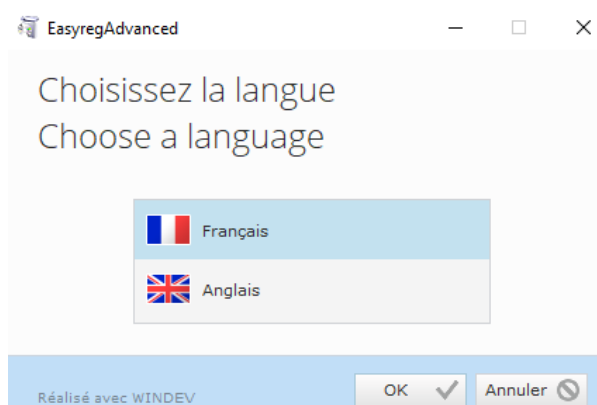 EasyregAdvanced
Choisissez la langue
Choose a language
Français
Anglais
Réalisé avec WINDEV
OK
Annuler